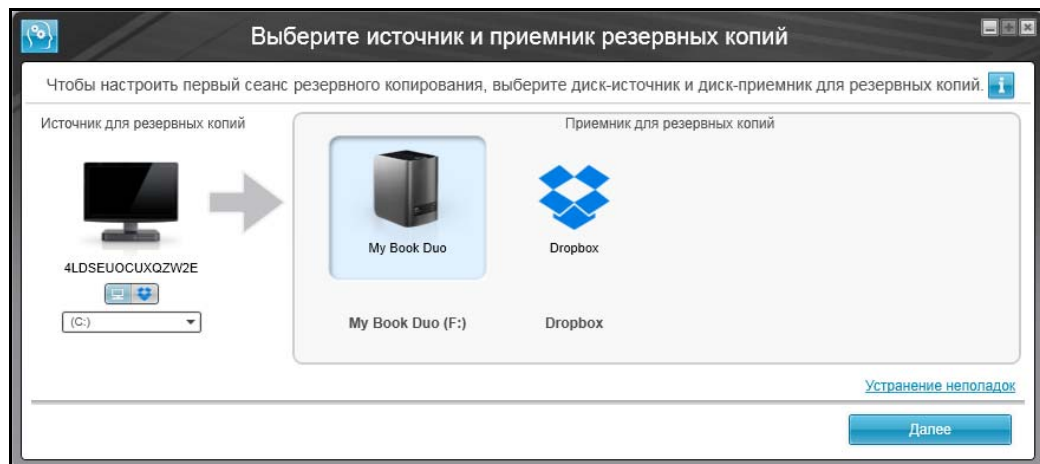 Выберите источник и приемник резервных копий
Чтобы настроить первый сеанс резервного копирования, выберите диск-источник и диск-приемник для резервных копий.
Источник для резервных копий
Приемник для резервных копий
4LDSEUOCUXQZW2E
(C:)
My Book Duo
Dropbox
My Book Duo (F:)
Dropbox
Устранение неполадок
Далее